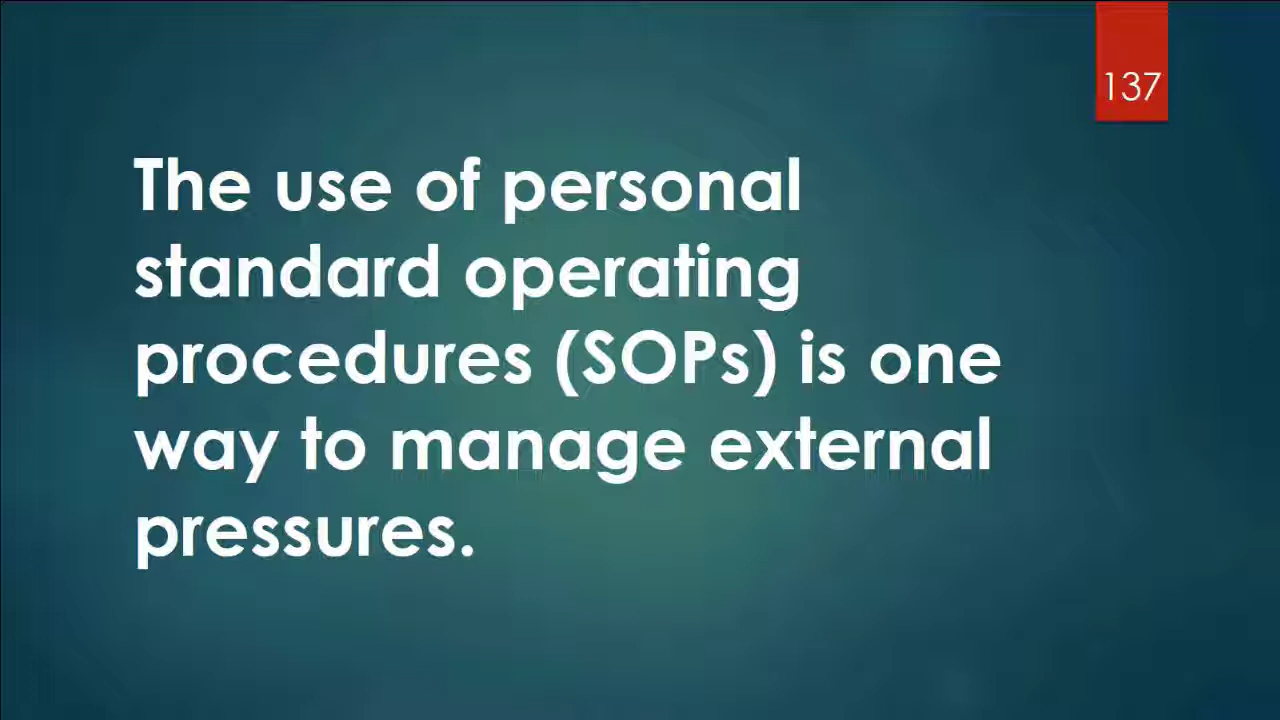 137
The use of personal
standard operating
procedures (SOPs) is one
way to manage external
pressures.